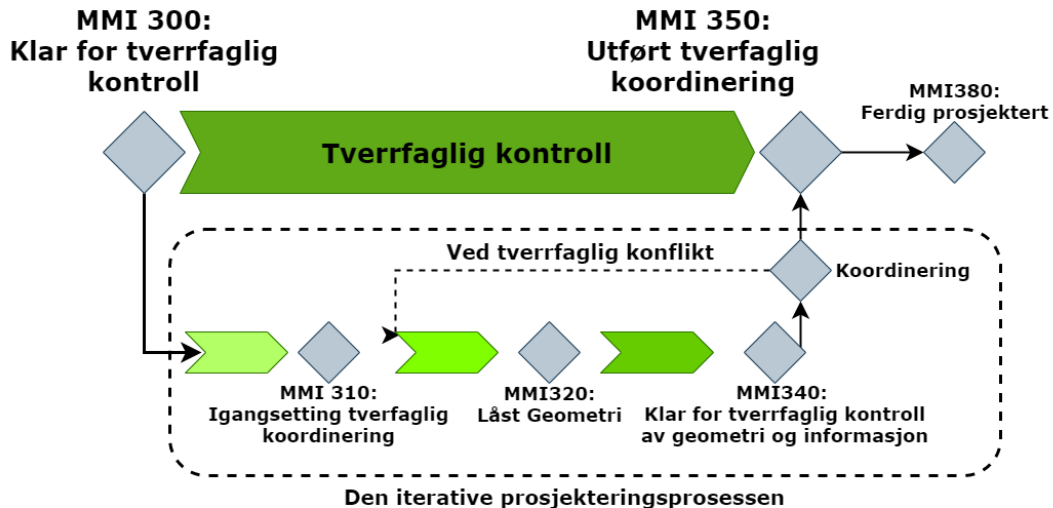 MMI 300:
Klar for tverrfaglig
kontroll
MMI 350:
Utført tverfaglig
koordinering
MMI380:
Ferdig prosjektert
Tverrfaglig kontroll
Ved tverrfaglig konflikt
Koordinering
MMI 310:
Igangsetting tverfaglig
koordinering
MMI320:
Låst Geometri
MMI340:
Klar for tverrfaglig kontroll
av geometri og informasjon
Den iterative prosjekteringsprosessen